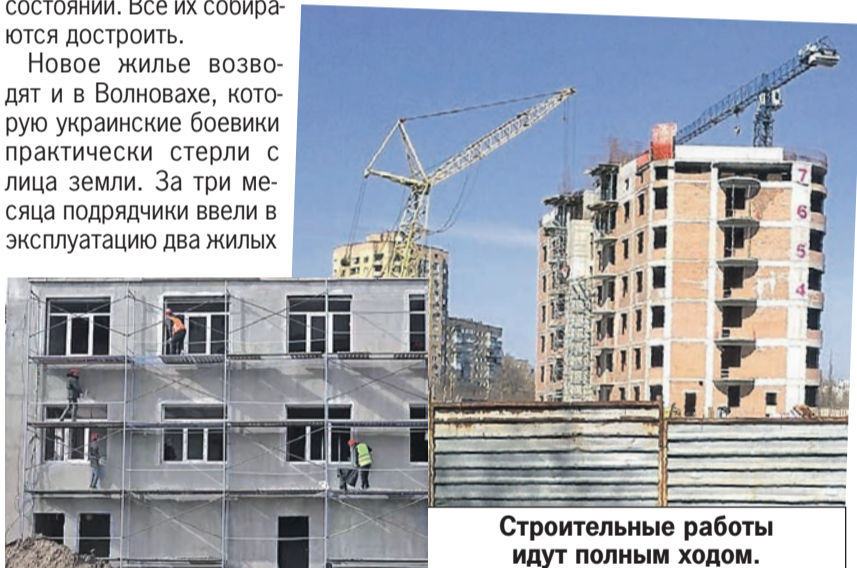 состоянии. Все их собира-
ются достроить.
Новое жилье возво-
дят и в Волновахе, кото-
рую украинские боевики
практически стерли с
лица земли. За три ме-
сяца подрядчики ввели в
эксплуатацию два жилых
7
6
5
4
Строительные работы
идут полным ходом.